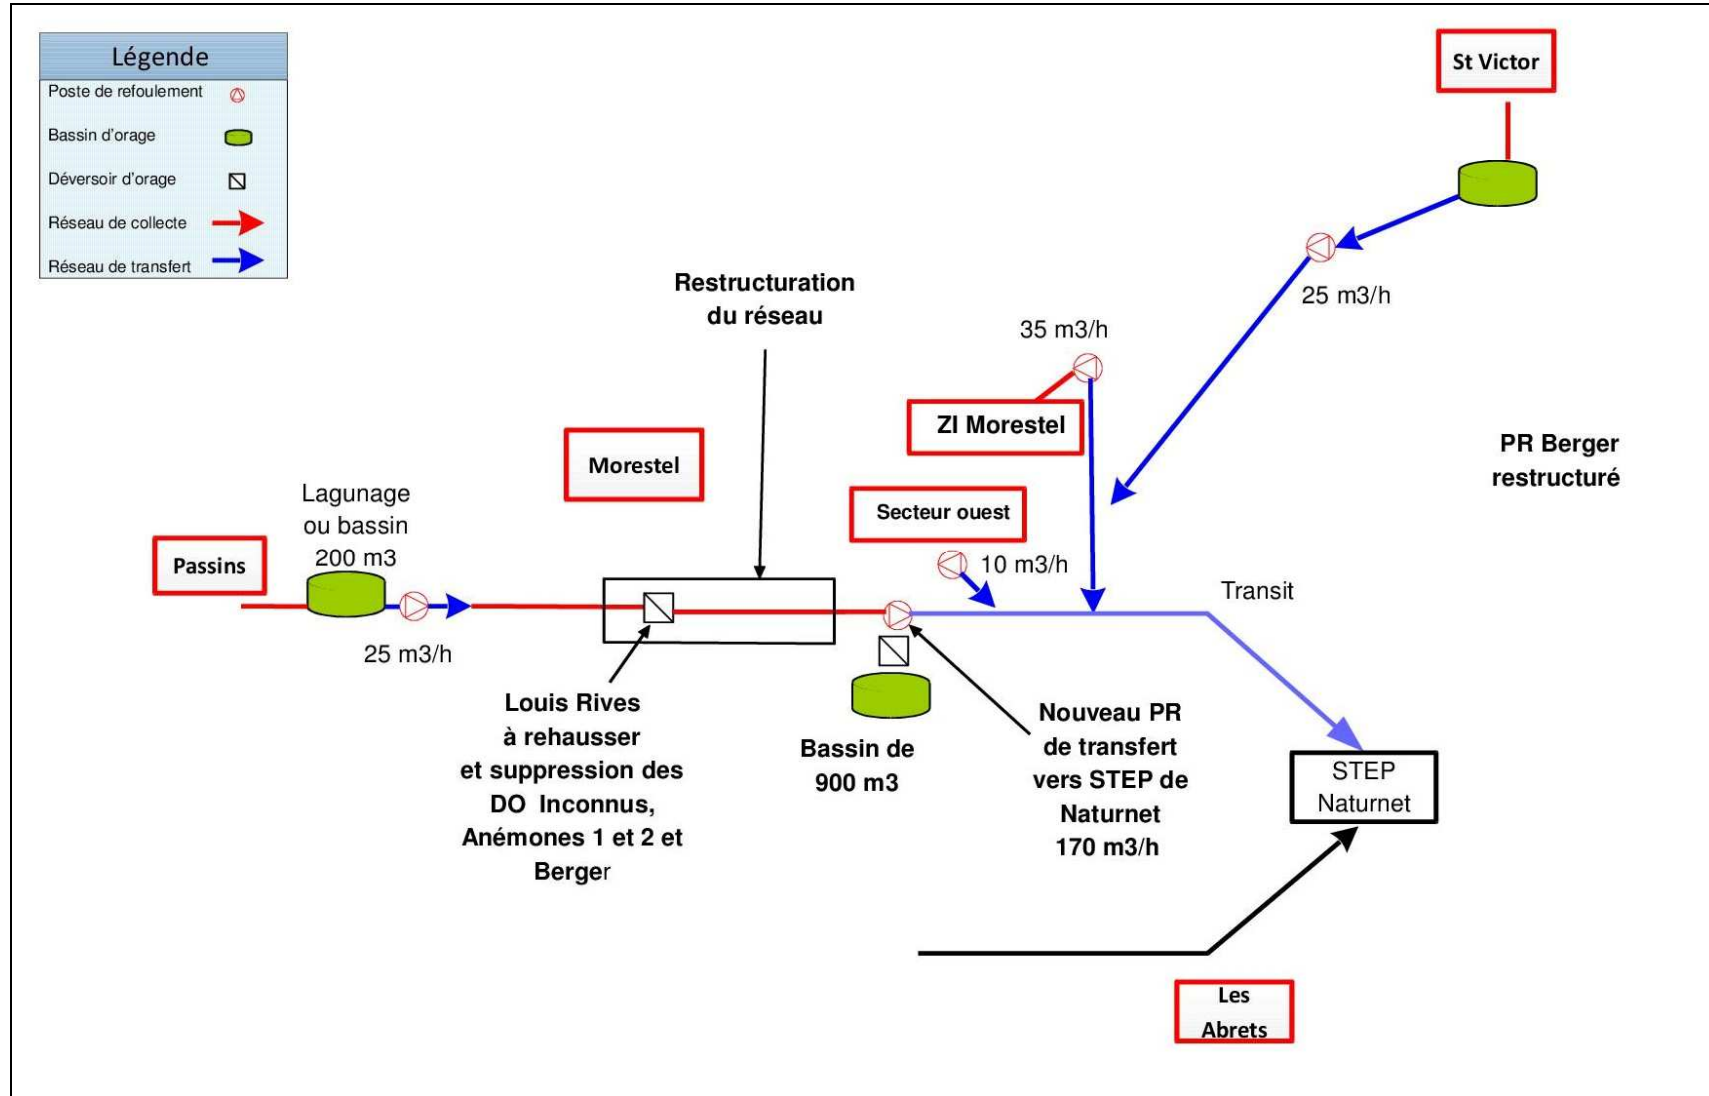 Légende
Poste de refoulement
Bassin d'orage
Déversoir d'orage
Réseau de collecte
Réseau de transfert
St Victor
25 m3/h
Restructuration
du réseau
35 m3/h
ZI Morestel
PR Berger
restructuré
Morestel
Secteur ouest
10 m3/h
Lagunage
ou bassin
200 m3
Passins
25 m3/h
Transit
Louis Rives
à rehausser
et suppression des
DO  Inconnus,
Anémones 1 et 2 et
Berger
Bassin de
900 m3
Nouveau PR
de transfert
vers STEP de
Naturnet
170 m3/h
STEP
Naturnet
Les
Abrets